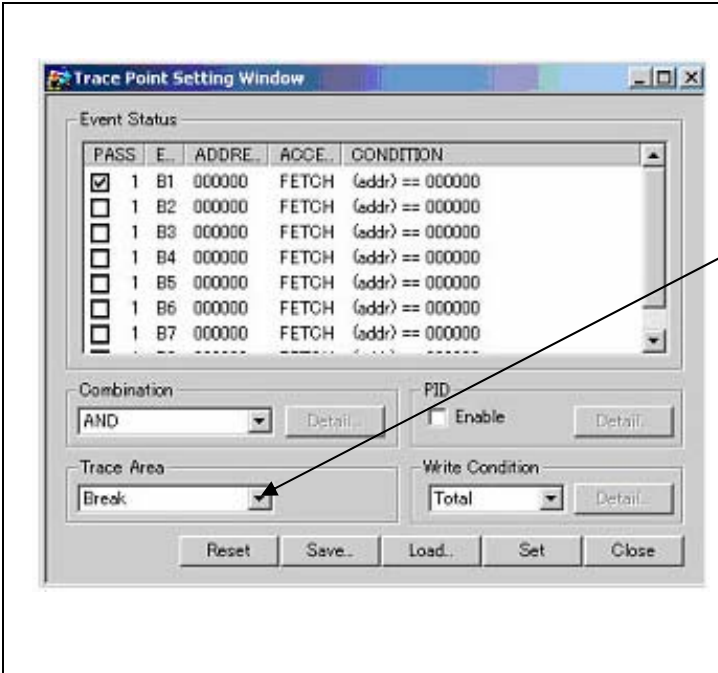 Trace Point Setting Window
Event Status
PASS E.. ADDRE.. ACCE.. CONDITION
1 B1 000000 FETCH (addr) == 000000
1 B2 000000 FETCH (addr) == 000000
1 B3 000000 FETCH (addr) == 000000
1 B4 000000 FETCH (addr) == 000000
1 B5 000000 FETCH (addr) == 000000
1 B6 000000 FETCH (addr) == 000000
1 B7 000000 FETCH (addr) == 000000
Combination
AND Detail...
PID
Enable Detail...
Trace Area
Break
Write Condition
Total Detail...
Reset Save.. Load.. Set Close